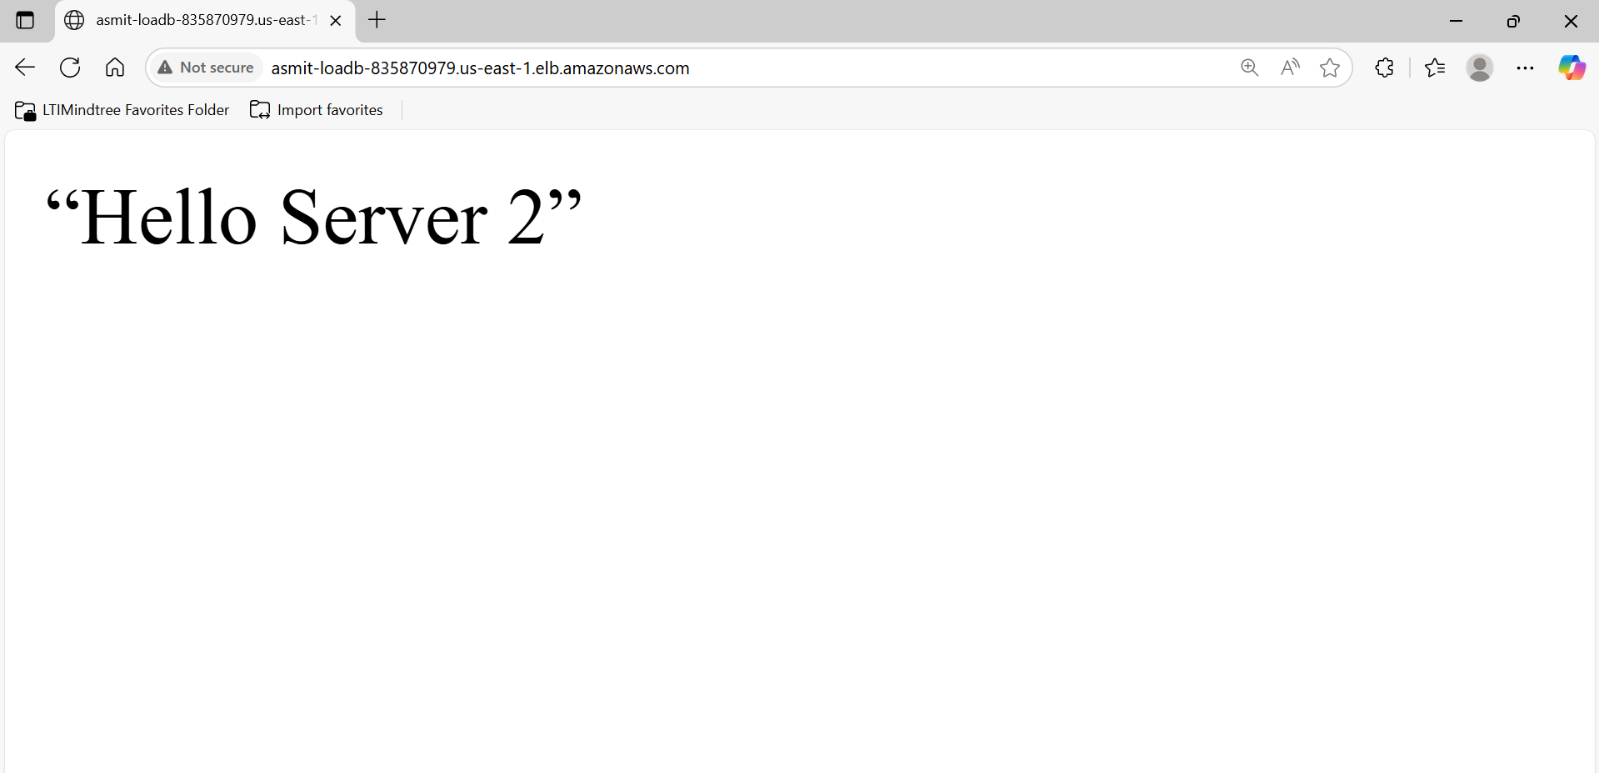 asmit-loadb-835870979.us-east-1
Not secure
asmit-loadb-835870979.us-east-1.elb.amazonaws.com
LTIMindtree Favorites Folder
Import favorites
“Hello Server 2”